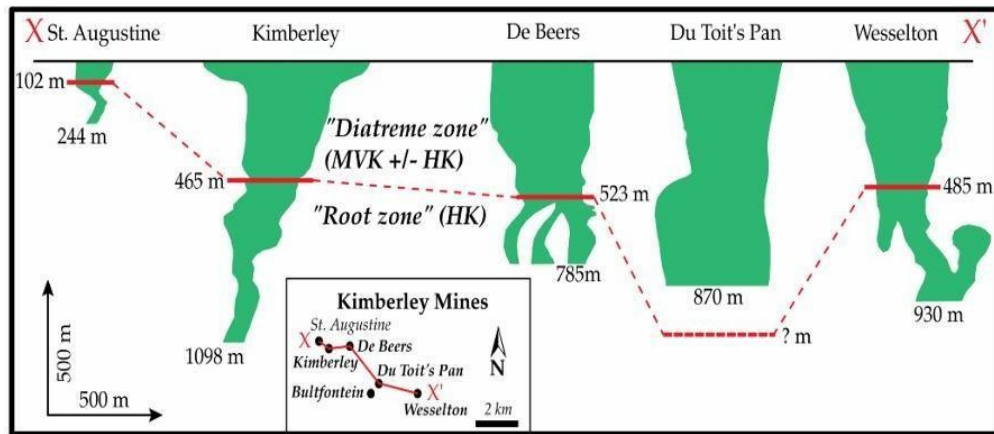 X St. Augustine Kimberley De Beers Du Toit's Pan Wesselton X'
102 m
244 m
"Diatreme zone"
(MVK +/- HK)
465 m
523 m
485 m
"Root zone" (HK)
785m
870 m
930 m
? m
1098 m
500 m
500 m
Kimberley Mines
X St. Augustine
De Beers
Kimberley
N
Du Toit's Pan
Bultfontein
X'
Wesselton
2 km